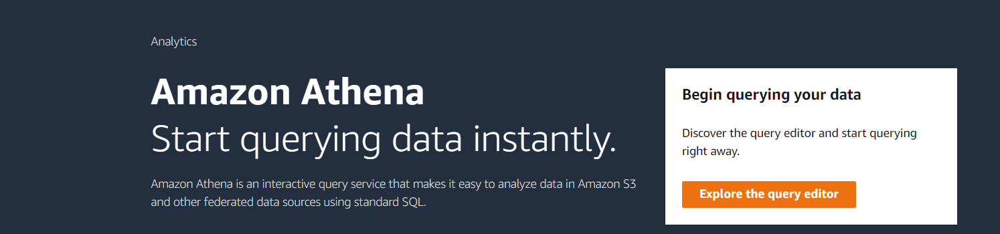 Analytics
Amazon Athena
Start querying data instantly.
Amazon Athena is an interactive query service that makes it easy to analyze data in Amazon S3
and other federated data sources using standard SQL.
Begin querying your data
Discover the query editor and start querying
right away.
Explore the query editor